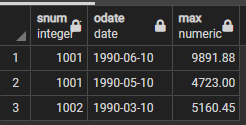 snum odate max
integer date numeric
1 1001 1990-06-10 9891.88
2 1001 1990-05-10 4723.00
3 1002 1990-03-10 5160.45